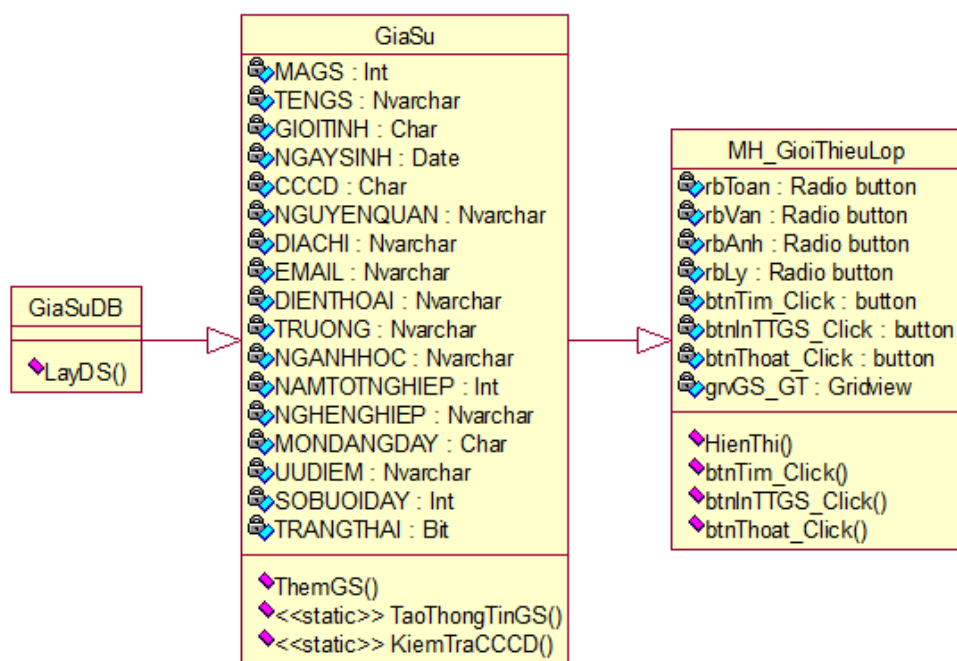 GiaSuDB
LayDS()
GiaSu
MAGS : Int
TENGS : Nvarchar
GIOITINH : Char
NGAYSINH : Date
CCCD : Char
NGUYENQUAN : Nvarchar
DIACHI : Nvarchar
EMAIL : Nvarchar
DIENTHOAI : Nvarchar
TRUONG : Nvarchar
NGANHHOC : Nvarchar
NAMTOTNGHIEP : Int
NGHENGHIEP : Nvarchar
MONDANGDAY : Char
UUDIEM : Nvarchar
SOBUOIDAY : Int
TRANGTHAI : Bit
ThemGS()
<<static>> TaoThongTinGS()
<<static>> KiemTraCCCD()
MH_GioiThieuLop
rbToan : Radio button
rbVan : Radio button
rbAnh : Radio button
rbLy : Radio button
btnTim_Click : button
btnInTTGS_Click : button
btnThoat_Click : button
grvGS_GT : Gridview
HienThi()
btnTim_Click()
btnInTTGS_Click()
btnThoat_Click()